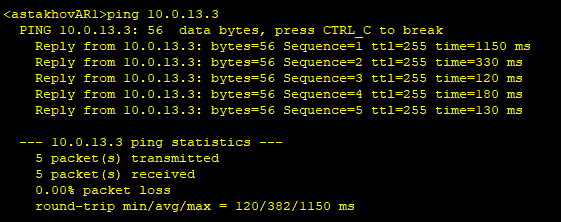 <astakhovAR1>ping 10.0.13.3
PING 10.0.13.3: 56  data bytes, press CTRL_C to break
Reply from 10.0.13.3: bytes=56 Sequence=1 ttl=255 time=1150 ms
Reply from 10.0.13.3: bytes=56 Sequence=2 ttl=255 time=330 ms
Reply from 10.0.13.3: bytes=56 Sequence=3 ttl=255 time=120 ms
Reply from 10.0.13.3: bytes=56 Sequence=4 ttl=255 time=180 ms
Reply from 10.0.13.3: bytes=56 Sequence=5 ttl=255 time=130 ms
--- 10.0.13.3 ping statistics ---
5 packet(s) transmitted
5 packet(s) received
0.00% packet loss
round-trip min/avg/max = 120/382/1150 ms